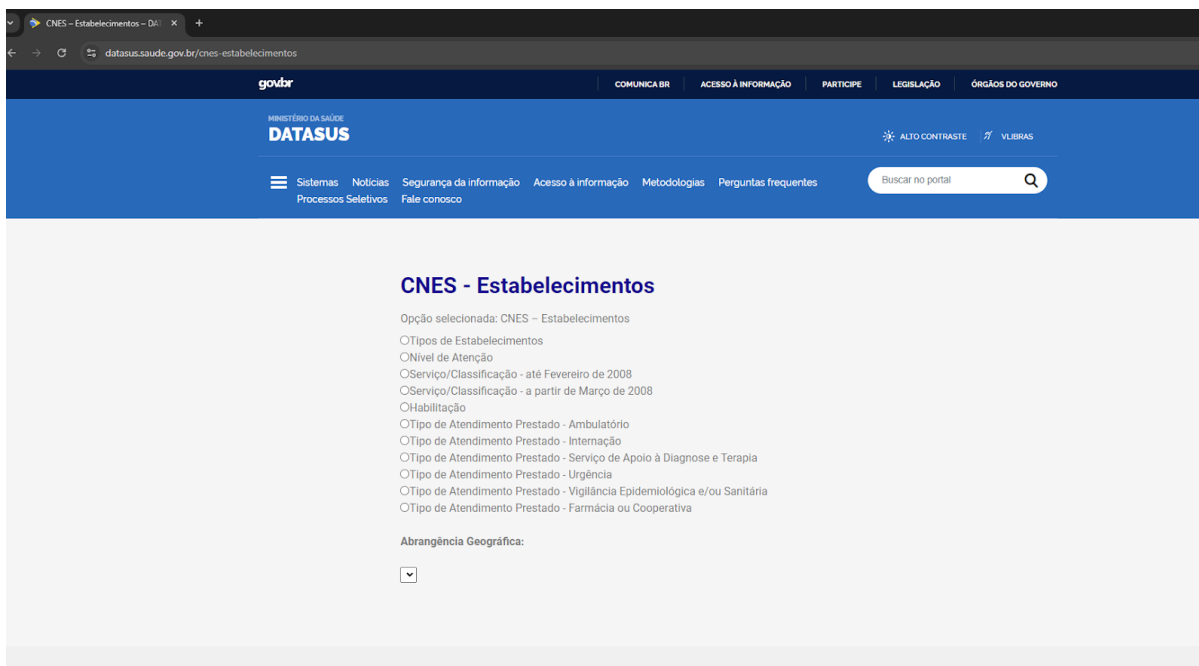 CNES – Estabelecimentos – DA
datasus.saude.gov.br/cnes-estabelecimentos
gov.br
COMUNICA BR
ACESSO À INFORMAÇÃO
PARTICIPE
LEGISLAÇÃO
ÓRGÃOS DO GOVERNO
MINISTÉRIO DA SAÚDE
DATASUS
ALTO CONTRASTE
VLIBRAS
Sistemas Notícias Segurança da informação Acesso à informação Metodologias Perguntas frequentes
Processos Seletivos Fale conosco
Buscar no portal
CNES - Estabelecimentos
Opção selecionada: CNES – Estabelecimentos
Tipos de Estabelecimentos
Nível de Atenção
Serviço/Classificação - até Fevereiro de 2008
Serviço/Classificação - a partir de Março de 2008
Habilitação
Tipo de Atendimento Prestado - Ambulatório
Tipo de Atendimento Prestado - Internação
Tipo de Atendimento Prestado - Serviço de Apoio à Diagnose e Terapia
Tipo de Atendimento Prestado - Urgência
Tipo de Atendimento Prestado - Vigilância Epidemiológica e/ou Sanitária
Tipo de Atendimento Prestado - Farmácia ou Cooperativa
Abrangência Geográfica: